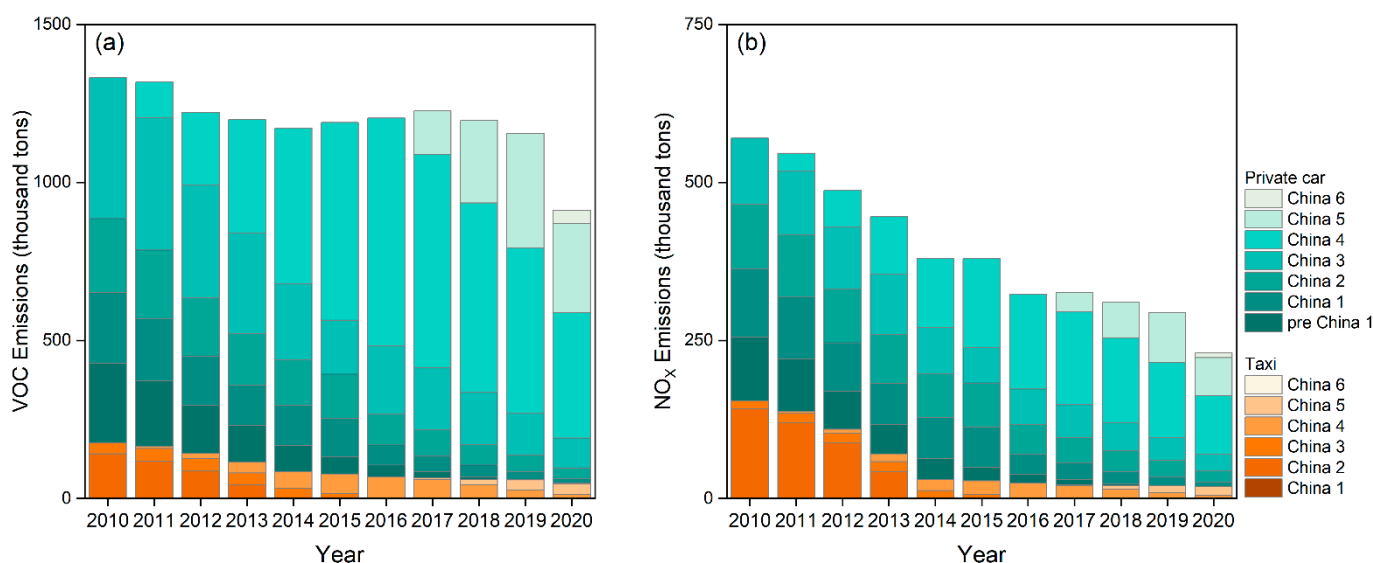 (a)
VOC Emissions (thousand tons)
1500
1000
500
0
2010 2011 2012 2013 2014 2015 2016 2017 2018 2019 2020
Year
(b)
NOX Emissions (thousand tons)
750
500
250
0
2010 2011 2012 2013 2014 2015 2016 2017 2018 2019 2020
Year
Private car
China 6
China 5
China 4
China 3
China 2
China 1
pre China 1
Taxi
China 6
China 5
China 4
China 3
China 2
China 1